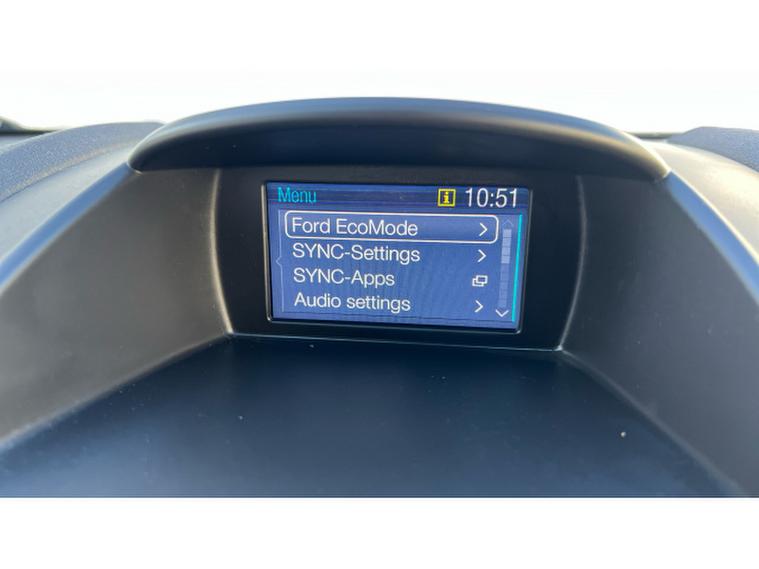 Menu i 10:51
Ford EcoMode
SYNC-Settings
SYNC-Apps
Audio settings